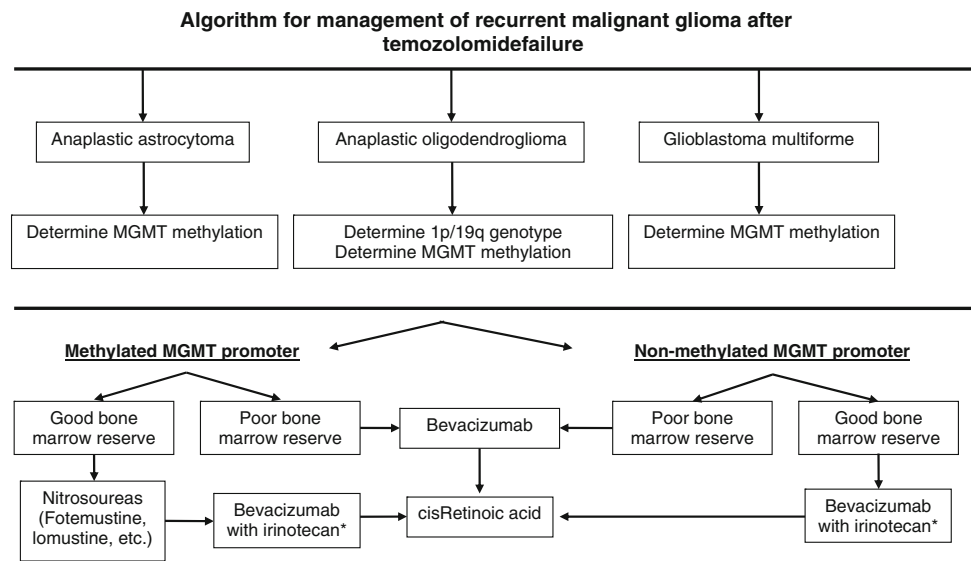 Algorithm for management of recurrent malignant glioma after
temozolomidefailure
Anaplastic astrocytoma
Anaplastic oligodendroglioma
Glioblastoma multiforme
Determine MGMT methylation
Determine 1p/19q genotype
Determine MGMT methylation
Determine MGMT methylation
Methylated MGMT promoter
Non-methylated MGMT promoter
Good bone
marrow reserve
Poor bone
marrow reserve
Bevacizumab
Poor bone
marrow reserve
Good bone
marrow reserve
Nitrosoureas
(Fotemustine,
lomustine, etc.)
Bevacizumab
with irinotecan*
cisRetinoic acid
Bevacizumab
with irinotecan*